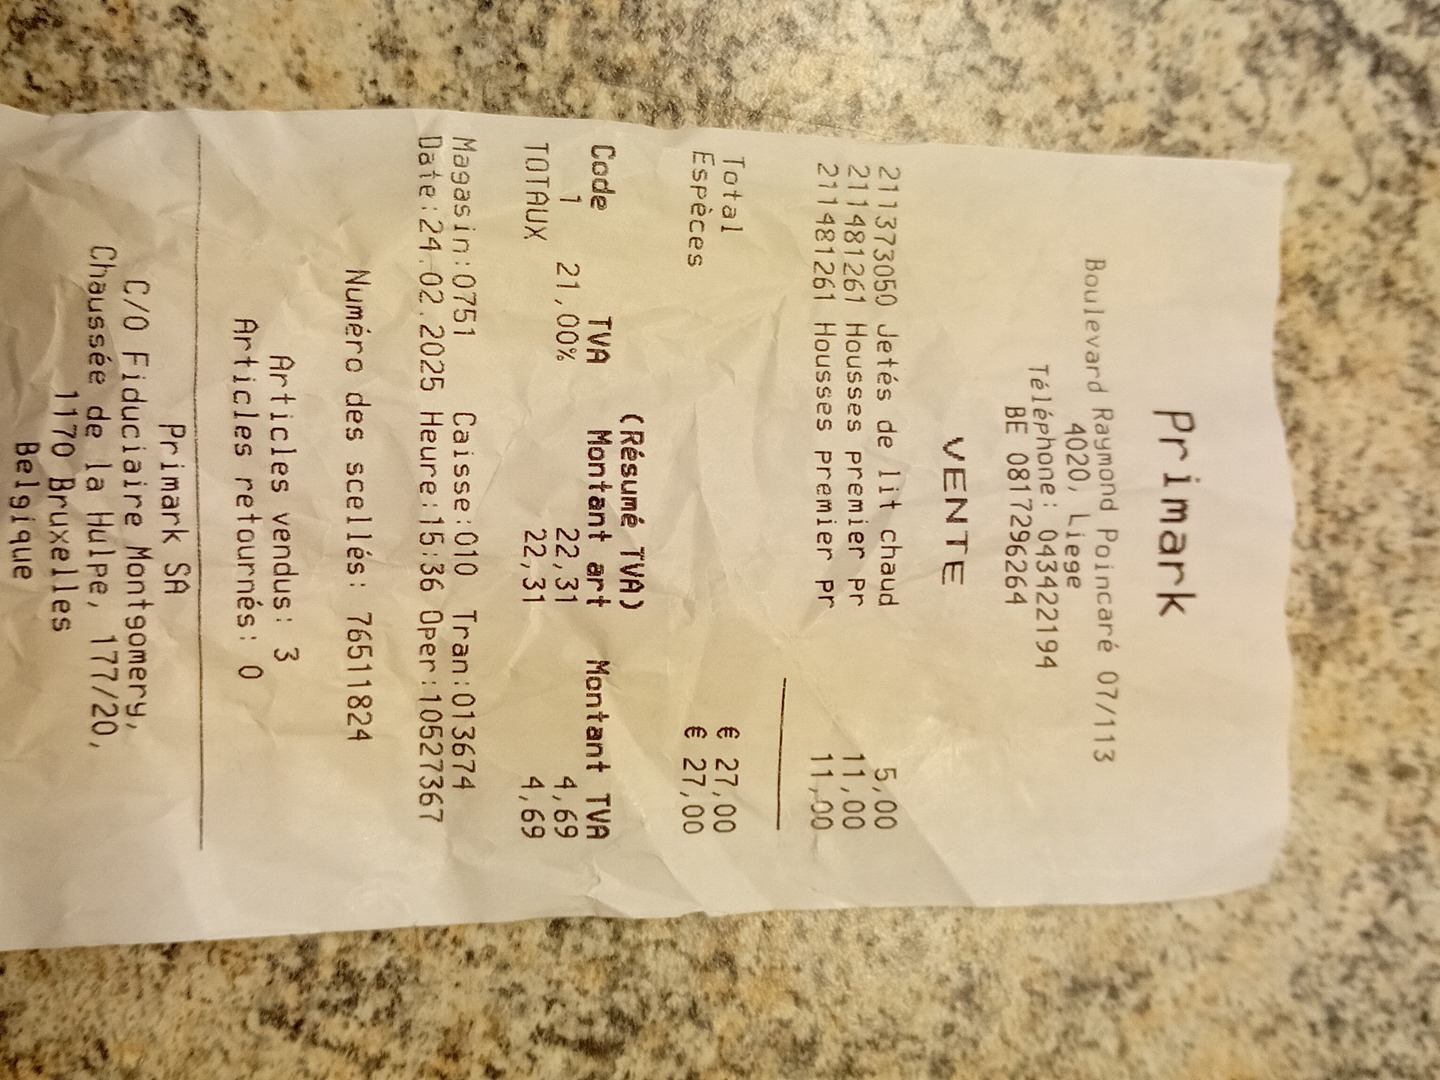 Primark
Boulevard Raymond Poincaré 07/113
4020, Liege
Téléphone: 043422194
BE 0817296264
VENTE
211373050 Jetés de lit chaud 5,00
211481261 Housses premier pr 11,00
211481261 Housses premier pr 11,00
Total € 27,00
Espèces € 27,00
(Résumé TVA)
Code TVA Montant art Montant TVA
1 21,00% 22,31 4,69
TOTAUX 22,31 4,69
Magasin:0751 Caisse:010 Tran:013674
Date:24.02.2025 Heure:15:36 Oper:10527367
Numéro des scellés: 76511824
Articles vendus: 3
Articles retournés: 0
Primark SA
C/O Fiduciaire Montgomery,
Chaussée de la Hulpe, 177/20,
1170 Bruxelles
Belgique